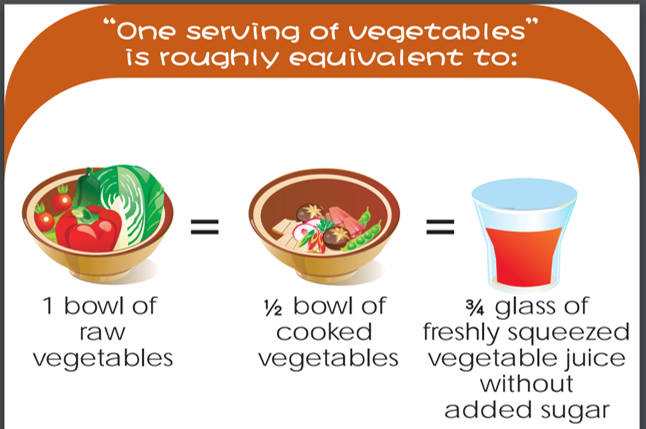 “One serving of vegetables”
is roughly equivalent to:
1 bowl of
raw
vegetables
=
½ bowl of
cooked
vegetables
=
¾ glass of
freshly squeezed
vegetable juice
without
added sugar